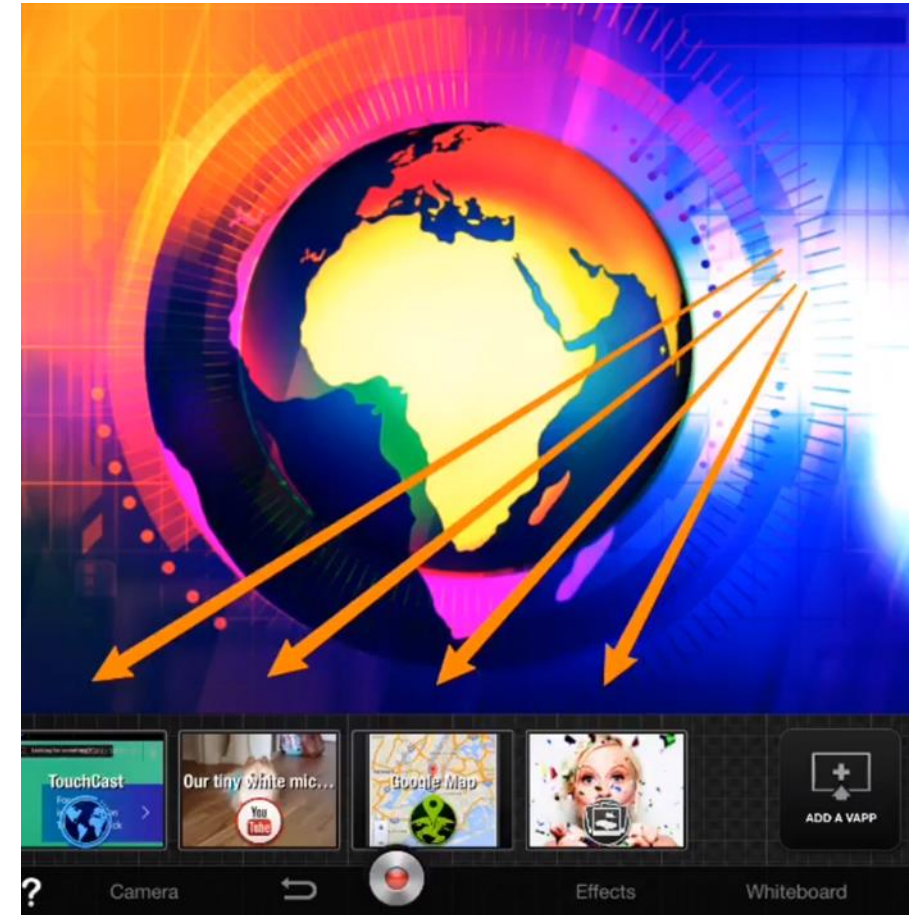 TouchCast
Our tiny white mic...
You
Tube
Google Map
ADD A VAPP
?
Camera
Effects
Whiteboard